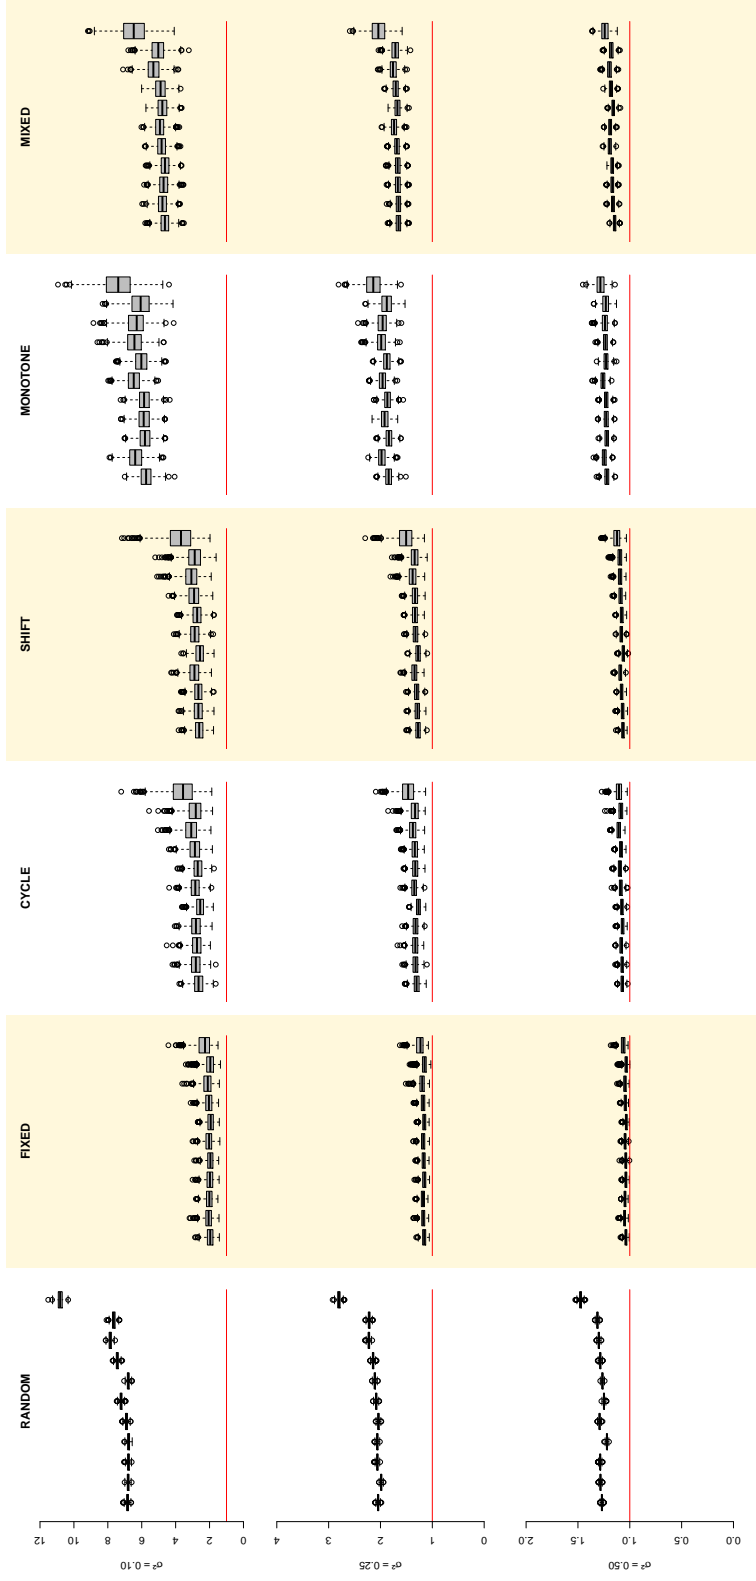 MIXED
MONOTONE
SHIFT
CYCLE
FIXED
RANDOM
12
10
8
6
4
2
0
σ² = 0.10
4
3
2
1
0
σ² = 0.25
2.0
1.5
1.0
0.5
0.0
σ² = 0.50